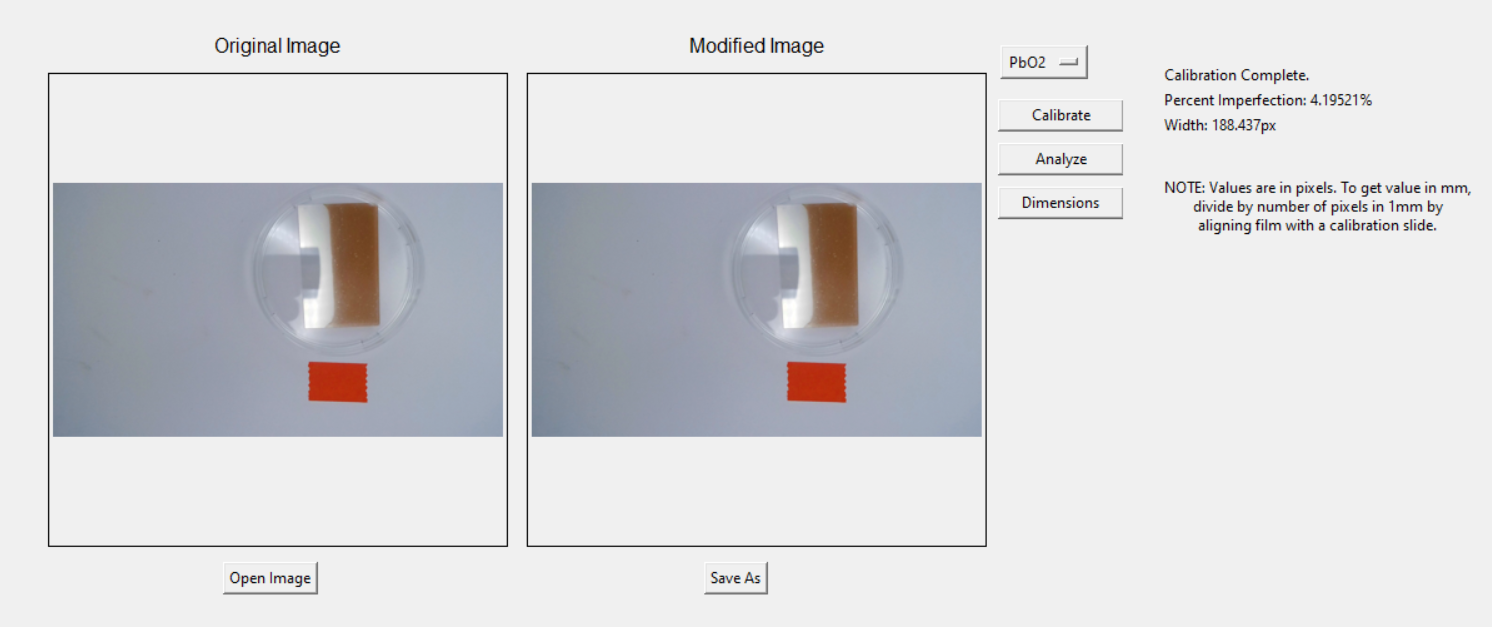 Original Image
Modified Image
PbO2
Calibrate
Analyze
Dimensions
Calibration Complete.
Percent Imperfection: 4.19521%
Width: 188.437px
NOTE: Values are in pixels. To get value in mm,
divide by number of pixels in 1mm by
aligning film with a calibration slide.
Open Image
Save As